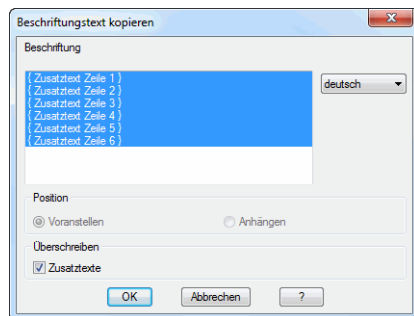 Beschriftungstext kopieren
Beschriftung
{ Zusatztext Zeile 1 }
{ Zusatztext Zeile 2 }
{ Zusatztext Zeile 3 }
{ Zusatztext Zeile 4 }
{ Zusatztext Zeile 5 }
{ Zusatztext Zeile 6 }
deutsch
Position
Voranstellen Anhängen
Überschreiben
Zusatztexte
OK Abbrechen ?